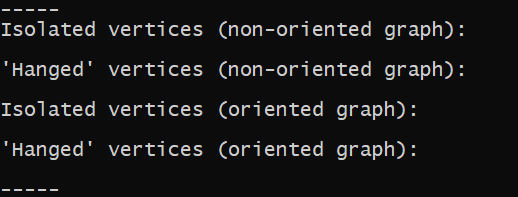 -----
Isolated vertices (non-oriented graph):
'Hanged' vertices (non-oriented graph):
Isolated vertices (oriented graph):
'Hanged' vertices (oriented graph):
-----